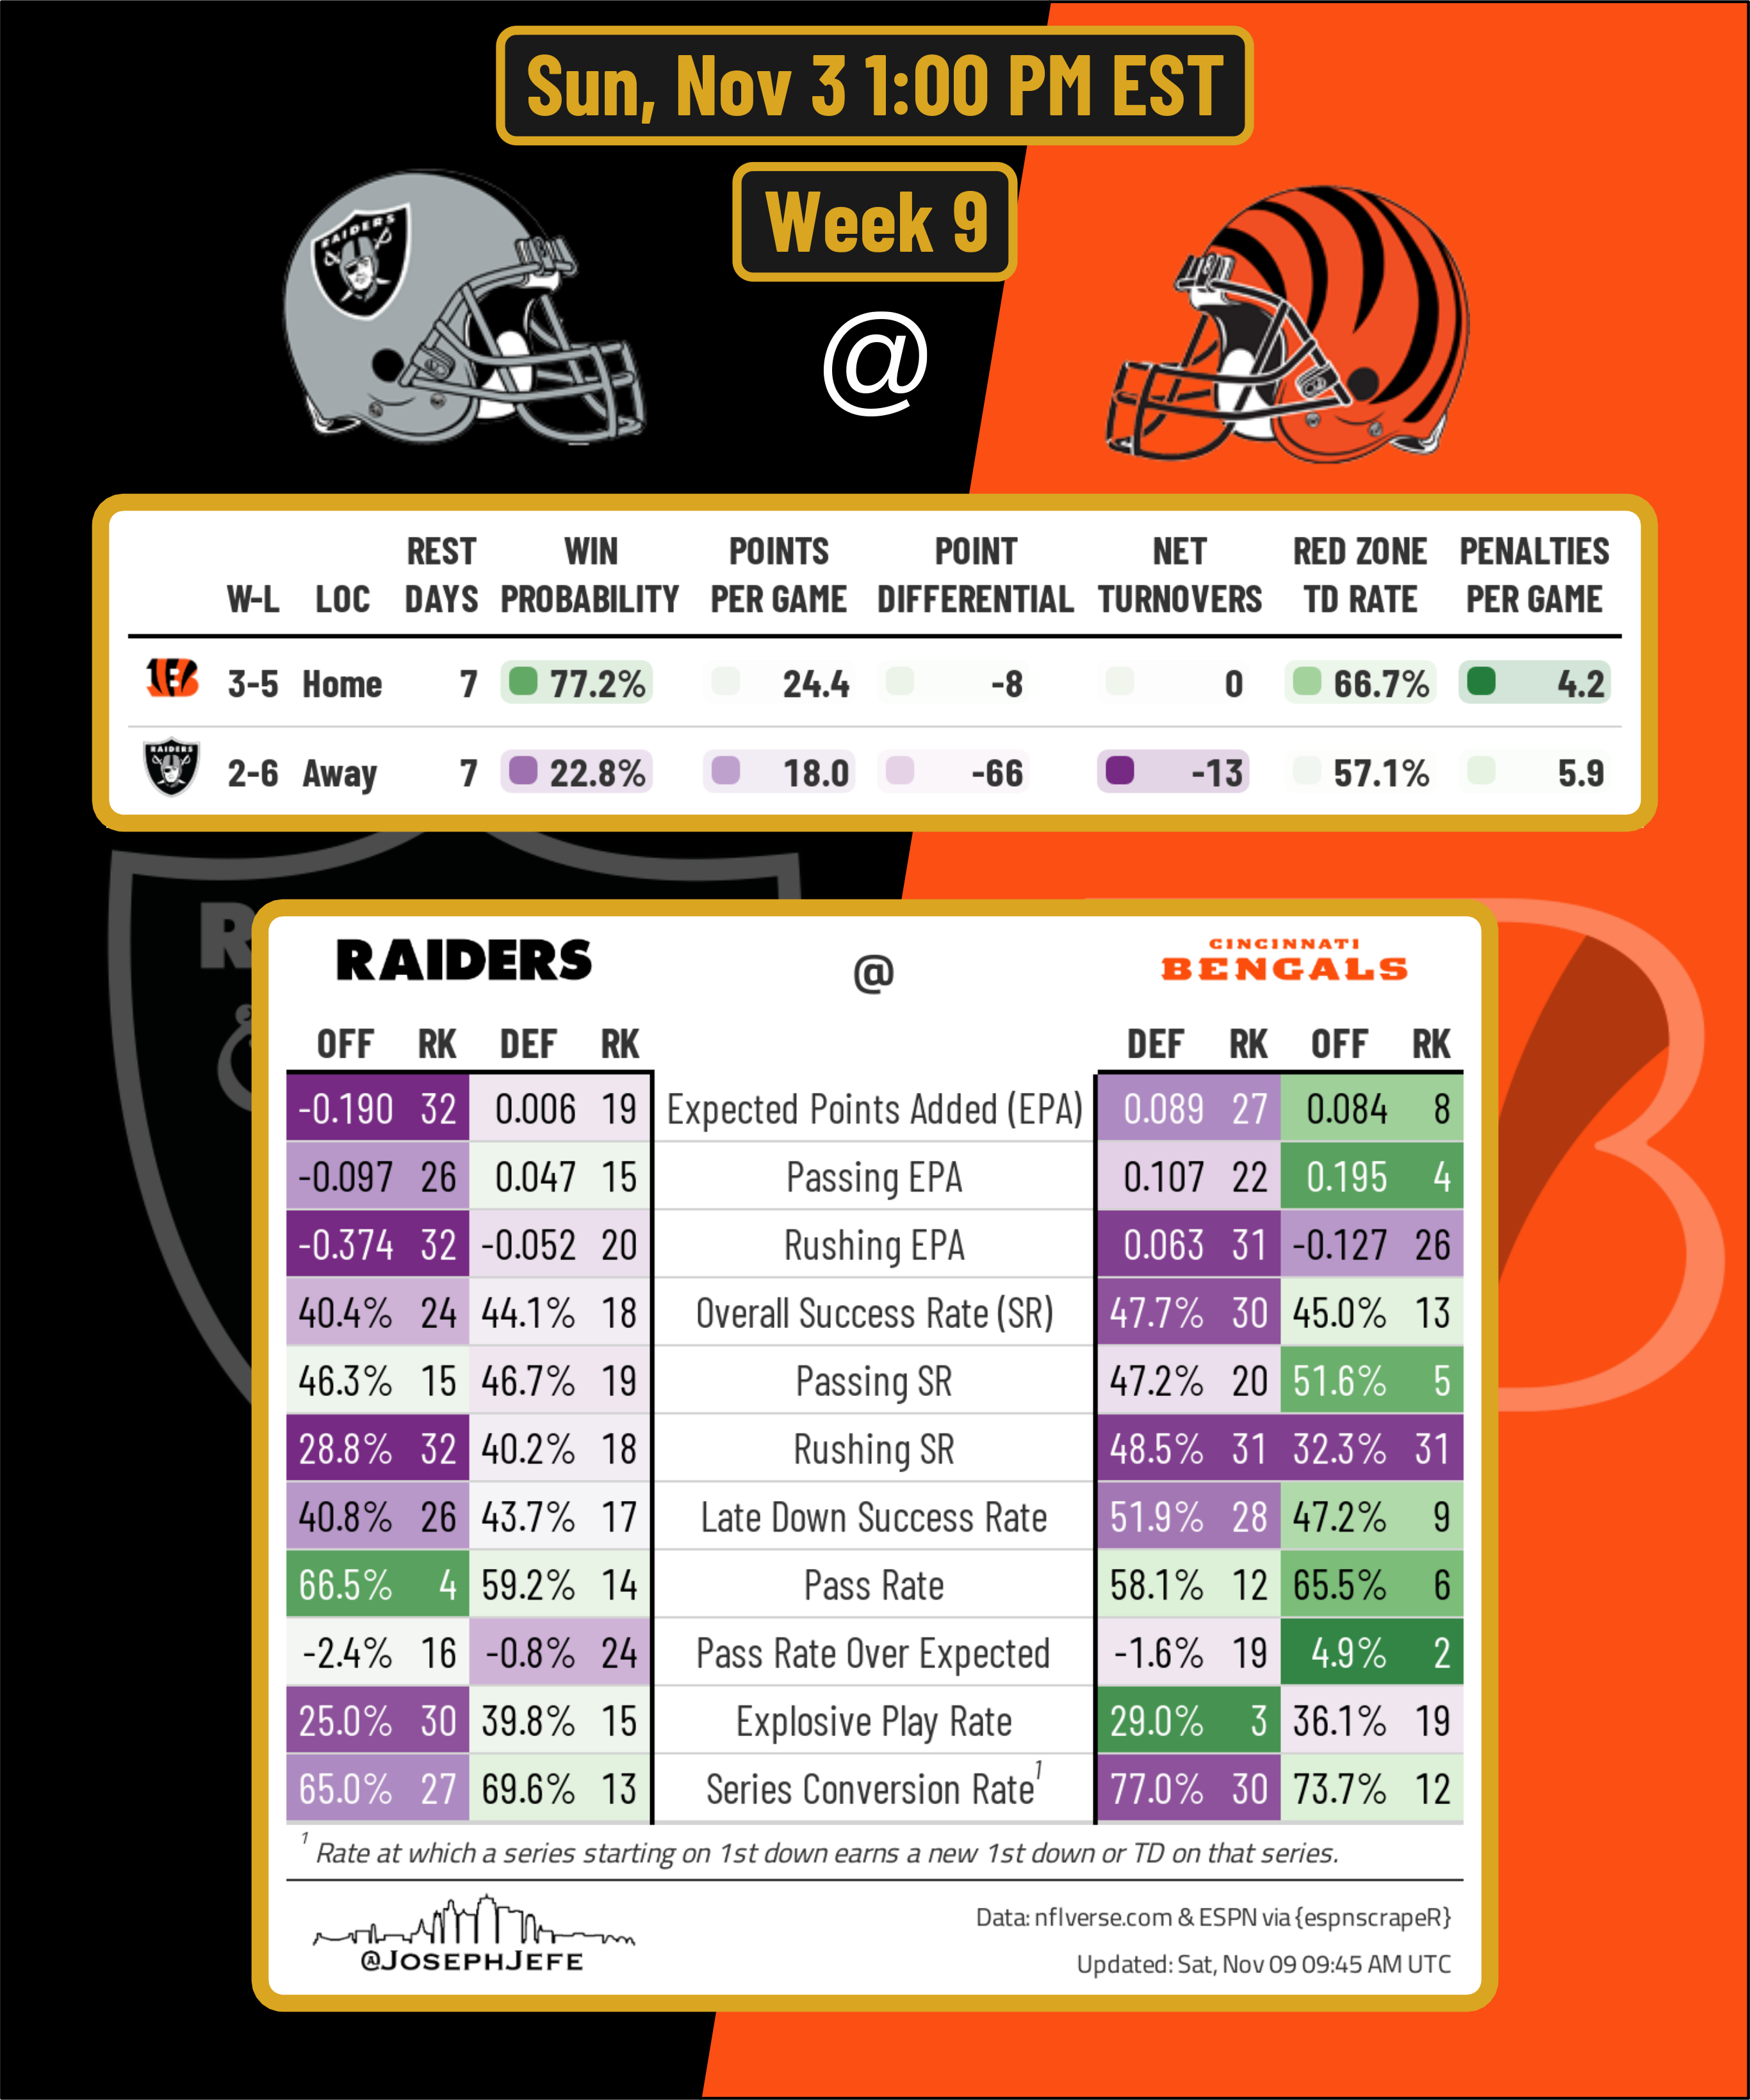 Sun, Nov 3 1:00 PM EST
Week 9
RAIDERS
@
REST WIN POINTS POINT NET RED ZONE PENALTIES
W-L LOC DAYS PROBABILITY PER GAME DIFFERENTIAL TURNOVERS TD RATE PER GAME
3-5 Home 7 77.2% 24.4 -8 0 66.7% 4.2
RAIDERS
2-6 Away 7 22.8% 18.0 -66 -13 57.1% 5.9
RAIDERS @ CINCINNATI
BENGALS
OFF RK DEF RK DEF RK OFF RK
-0.190 32 0.006 19 Expected Points Added (EPA) 0.089 27 0.084 8
-0.097 26 0.047 15 Passing EPA 0.107 22 0.195 4
-0.374 32 -0.052 20 Rushing EPA 0.063 31 -0.127 26
40.4% 24 44.1% 18 Overall Success Rate (SR) 47.7% 30 45.0% 13
46.3% 15 46.7% 19 Passing SR 47.2% 20 51.6% 5
28.8% 32 40.2% 18 Rushing SR 48.5% 31 32.3% 31
40.8% 26 43.7% 17 Late Down Success Rate 51.9% 28 47.2% 9
66.5% 4 59.2% 14 Pass Rate 58.1% 12 65.5% 6
-2.4% 16 -0.8% 24 Pass Rate Over Expected -1.6% 19 4.9% 2
25.0% 30 39.8% 15 Explosive Play Rate 29.0% 3 36.1% 19
65.0% 27 69.6% 13 Series Conversion Rate¹ 77.0% 30 73.7% 12
¹ Rate at which a series starting on 1st down earns a new 1st down or TD on that series.
@JOSEPHJEFE
Data: nflverse.com & ESPN via {espnscrapeR}
Updated: Sat, Nov 09 09:45 AM UTC